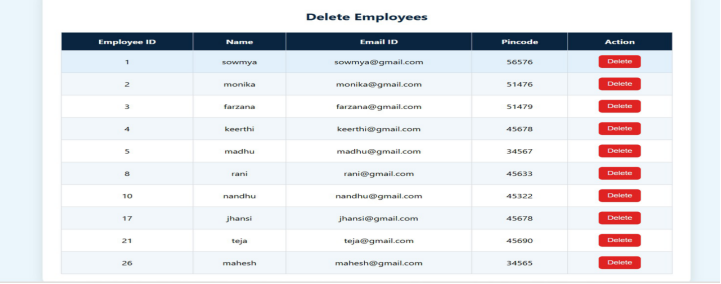 Delete Employees
Employee ID Name Email ID Pincode Action
1 sowmya sowmya@gmail.com 56576 Delete
2 monika monika@gmail.com 51476 Delete
3 farzana farzana@gmail.com 51479 Delete
4 keerthi keerthi@gmail.com 45678 Delete
5 madhu madhu@gmail.com 34567 Delete
8 rani rani@gmail.com 45633 Delete
10 nandhu nandhu@gmail.com 45322 Delete
17 jhansi jhansi@gmail.com 45678 Delete
21 teja teja@gmail.com 45690 Delete
26 mahesh mahesh@gmail.com 34565 Delete